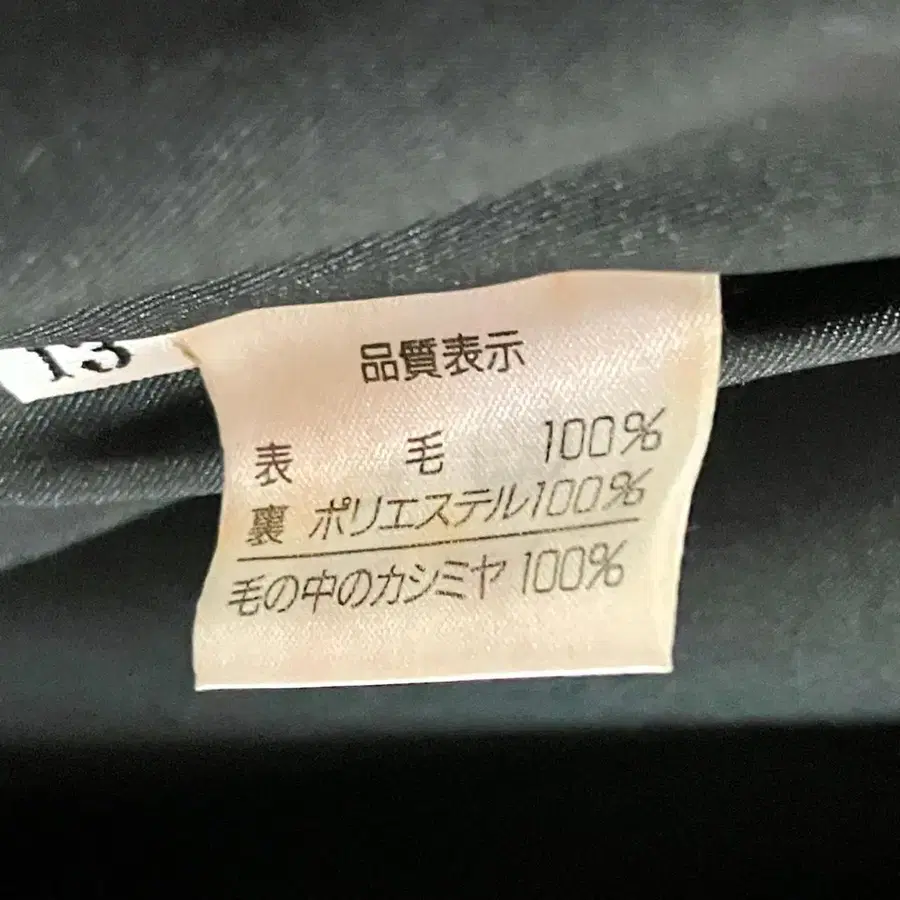 13
品質表示
表 毛 100%
裏 ポリエステル100%
毛の中のカシミヤ 100%